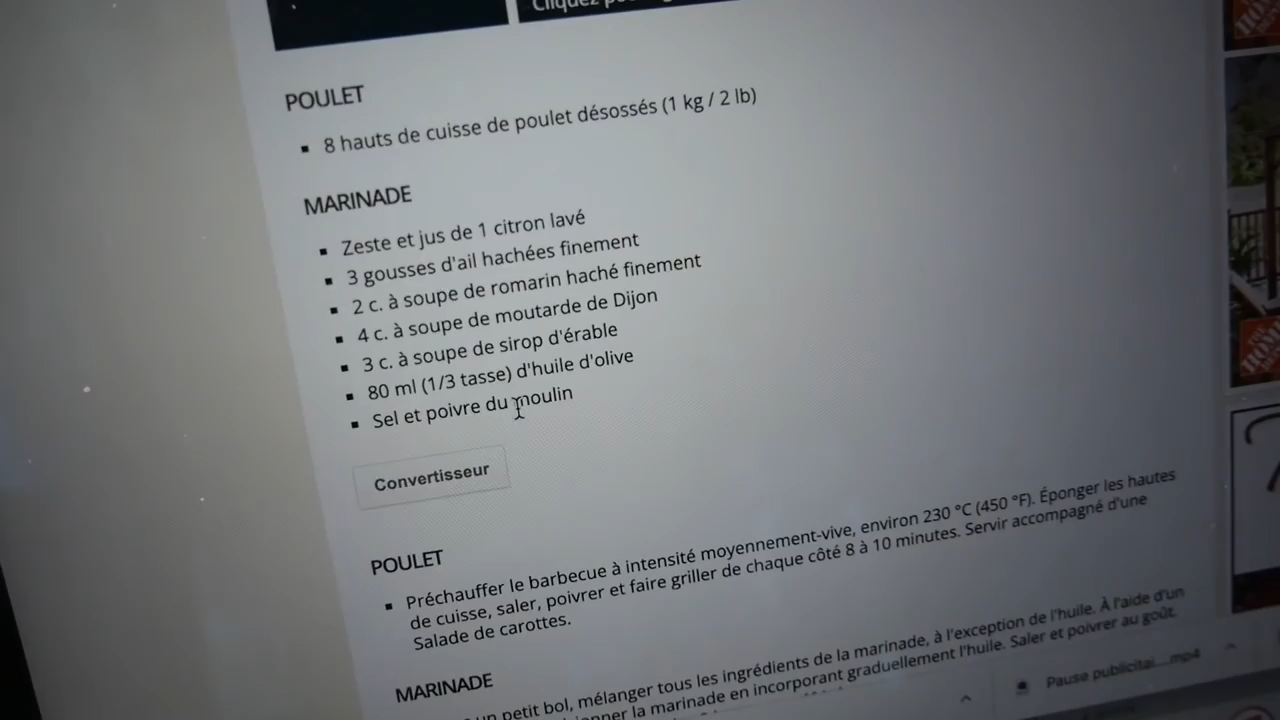 POULET
8 hauts de cuisse de poulet désossés (1 kg / 2 lb)
MARINADE
Zeste et jus de 1 citron lavé
3 gousses d'ail hachées finement
2 c. à soupe de romarin haché finement
4 c. à soupe de moutarde de Dijon
3 c. à soupe de sirop d'érable
80 ml (1/3 tasse) d'huile d'olive
Sel et poivre du moulin
Convertisseur
POULET
Préchauffer le barbecue à intensité moyennement-vive, environ 230 °C (450 °F). Éponger les hautes
de cuisse, saler, poivrer et faire griller de chaque côté 8 à 10 minutes. Servir accompagné d'une
Salade de carottes.
MARINADE
un petit bol, mélanger tous les ingrédients de la marinade, à l'exception de l'huile. À l'aide d'un
la marinade en incorporant graduellement l'huile. Saler et poivrer au goût.
Pause publicitai....mp4